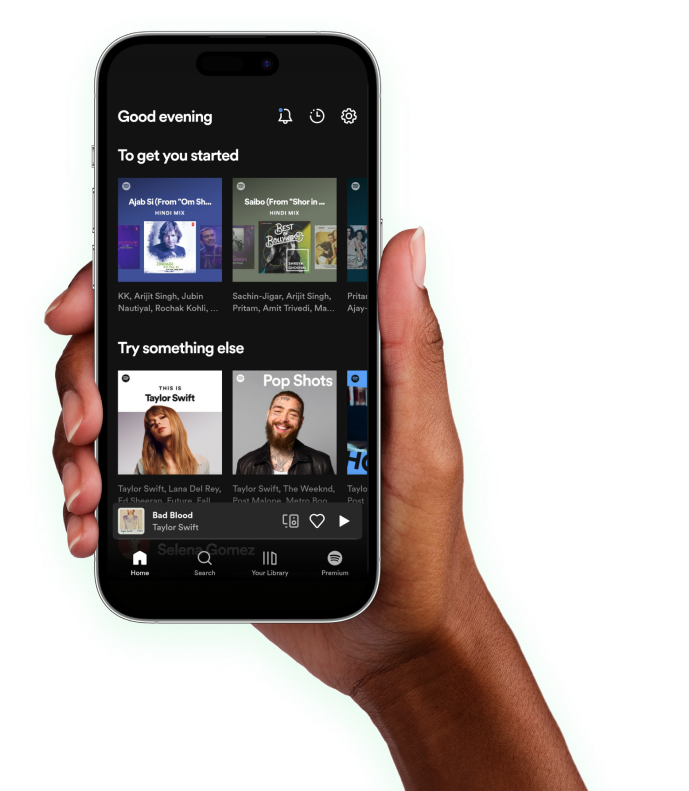 Good evening
To get you started
Ajab Si (From "Om Sh...
HINDI MIX
Saibo (From "Shor in ...
HINDI MIX
BEST
OF
BOLLYWOOD
SHREYA
GHOSHAL
KK, Arijit Singh, Jubin
Nautiyal, Rochak Kohli, ...
Sachin-Jigar, Arijit Singh,
Pritam, Amit Trivedi, Ma...
Pritar
Ajay-
Try something else
THIS IS
Taylor Swift
Pop Shots
HO
Taylor Swift, Lana Del Rey,
Ed Sheeran, Future, Fall
Taylor Swift, The Weeknd,
Post Malone, Metro Boo
Taylo
Post
Bad Blood
Taylor Swift
Selena Gomez
Home
Search
Your Library
Premium